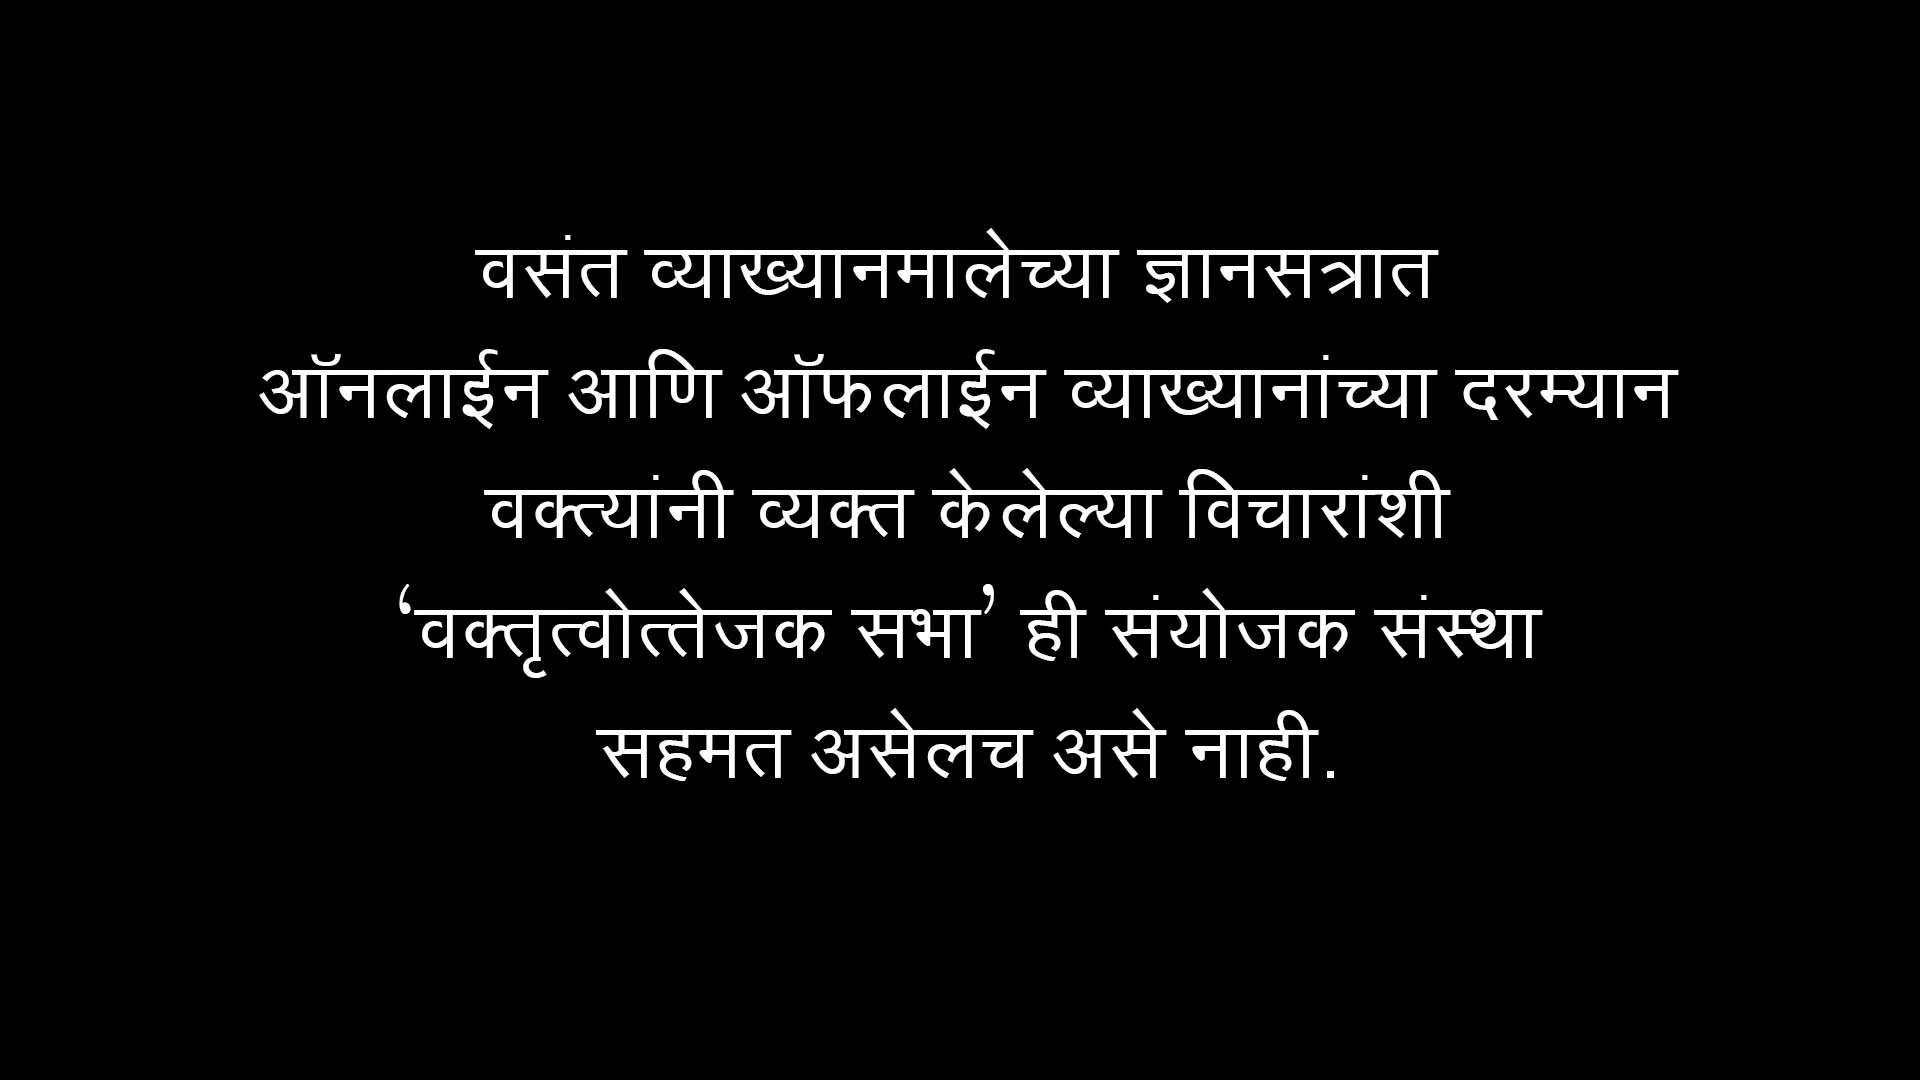 वसंत व्याख्यानमालेच्या ज्ञानसत्रात
ऑनलाईन आणि ऑफलाईन व्याख्यानांच्या दरम्यान
वक्त्यांनी व्यक्त केलेल्या विचारांशी
‘वक्तृत्वोत्तेजक सभा’ ही संयोजक संस्था
सहमत असेलच असे नाही.